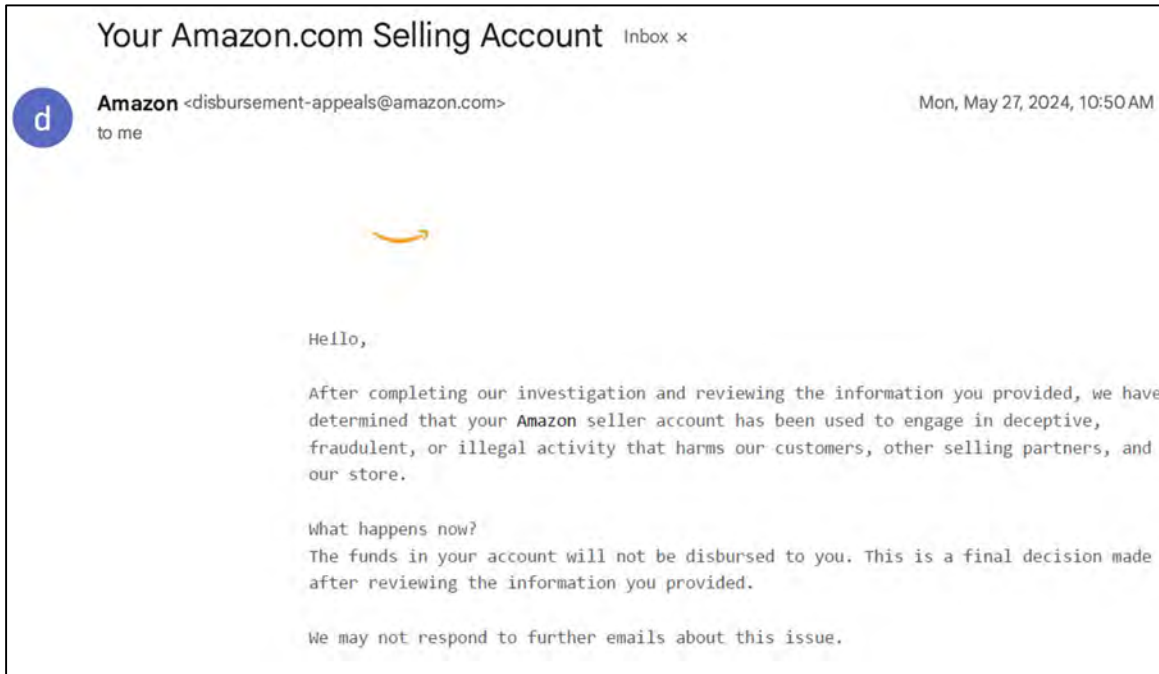 Your Amazon.com Selling Account Inbox ×
d
Amazon <disbursement-appeals@amazon.com> Mon, May 27, 2024, 10:50 AM
to me
Hello,
After completing our investigation and reviewing the information you provided, we have
determined that your Amazon seller account has been used to engage in deceptive,
fraudulent, or illegal activity that harms our customers, other selling partners, and
our store.
What happens now?
The funds in your account will not be disbursed to you. This is a final decision made
after reviewing the information you provided.
We may not respond to further emails about this issue.